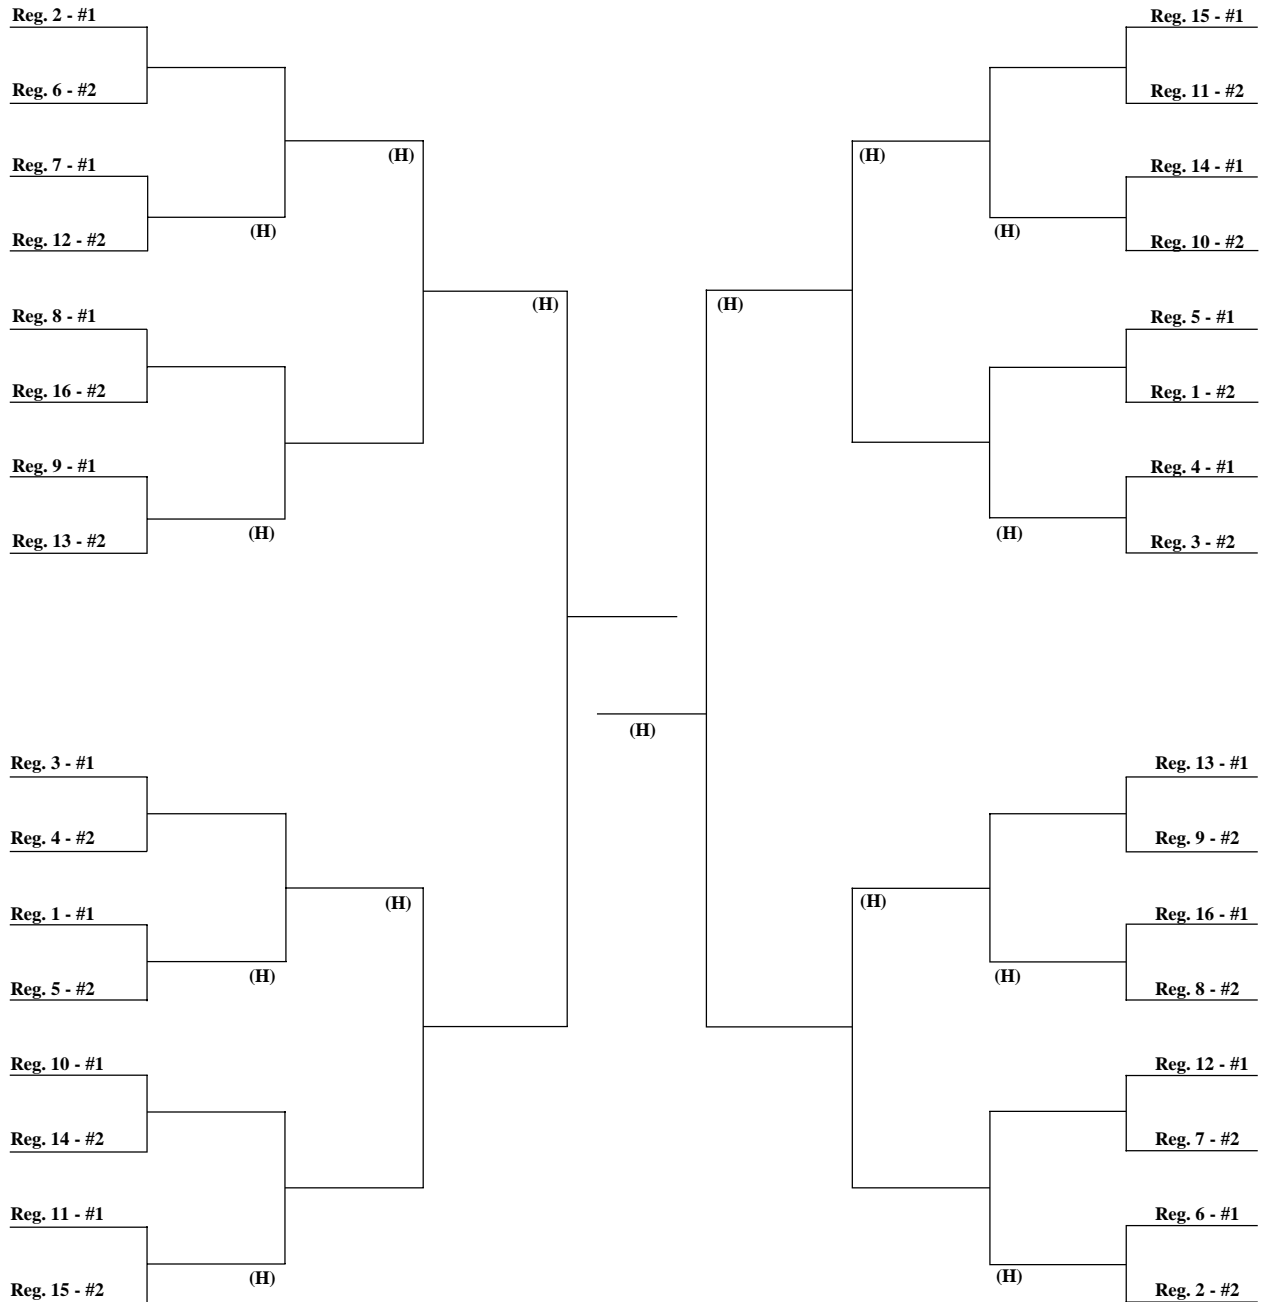 Reg. 2 - #1
Reg. 6 - #2
(H)
Reg. 7 - #1
(H)
Reg. 12 - #2
(H)
Reg. 8 - #1
Reg. 16 - #2
Reg. 9 - #1
(H)
Reg. 13 - #2
Reg. 3 - #1
Reg. 4 - #2
(H)
Reg. 1 - #1
(H)
Reg. 5 - #2
Reg. 10 - #1
Reg. 14 - #2
Reg. 11 - #1
(H)
Reg. 15 - #2
(H)
Reg. 15 - #1
Reg. 11 - #2
(H)
Reg. 14 - #1
(H)
Reg. 10 - #2
(H)
Reg. 5 - #1
Reg. 1 - #2
Reg. 4 - #1
(H)
Reg. 3 - #2
Reg. 13 - #1
Reg. 9 - #2
(H)
Reg. 16 - #1
(H)
Reg. 8 - #2
Reg. 12 - #1
Reg. 7 - #2
Reg. 6 - #1
(H)
Reg. 2 - #2